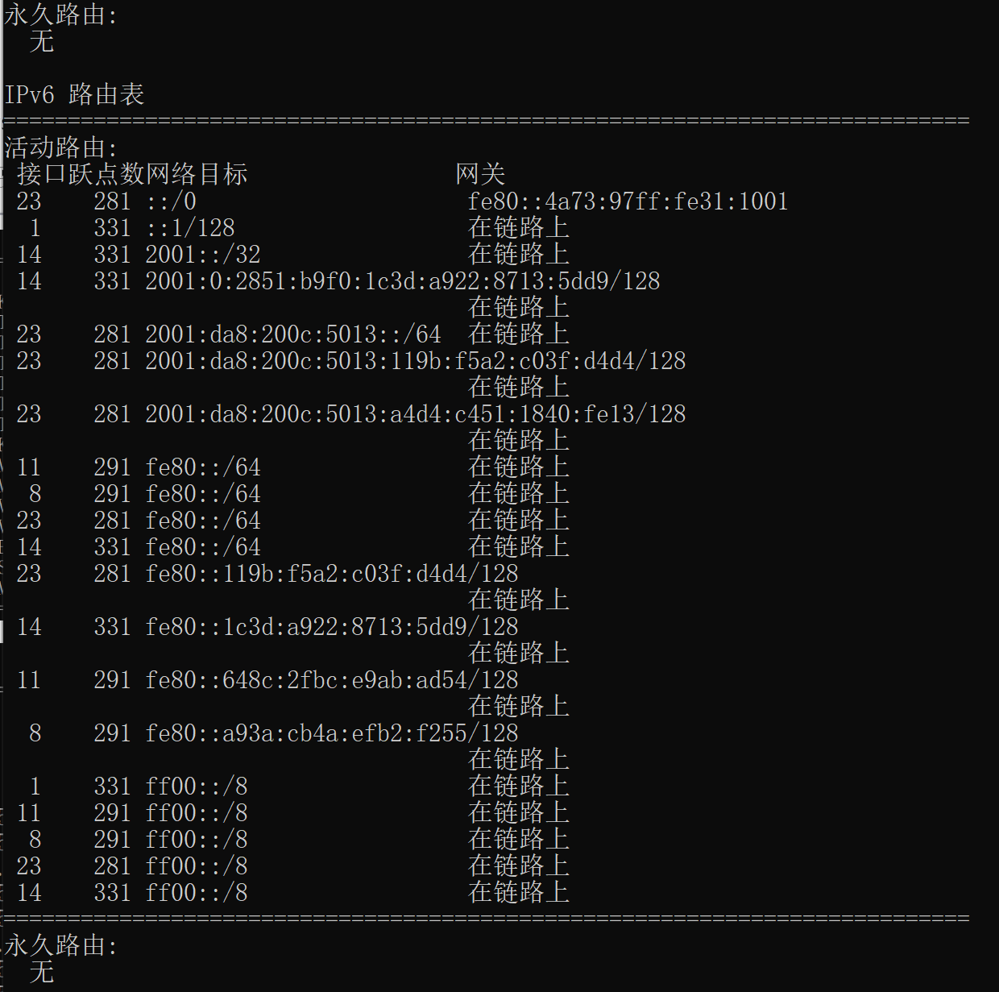 永久路由:
  无
IPv6 路由表
===========================================================================
活动路由:
 接口跃点数网络目标                网关
 23    281 ::/0                     fe80::4a73:97ff:fe31:1001
  1    331 ::1/128                  在链路上
 14    331 2001::/32                在链路上
 14    331 2001:0:2851:b9f0:1c3d:a922:8713:5dd9/128
                                    在链路上
 23    281 2001:da8:200c:5013::/64  在链路上
 23    281 2001:da8:200c:5013:119b:f5a2:c03f:d4d4/128
                                    在链路上
 23    281 2001:da8:200c:5013:a4d4:c451:1840:fe13/128
                                    在链路上
 11    291 fe80::/64                在链路上
  8    291 fe80::/64                在链路上
 23    281 fe80::/64                在链路上
 14    331 fe80::/64                在链路上
 23    281 fe80::119b:f5a2:c03f:d4d4/128
                                    在链路上
 14    331 fe80::1c3d:a922:8713:5dd9/128
                                    在链路上
 11    291 fe80::648c:2fbc:e9ab:ad54/128
                                    在链路上
  8    291 fe80::a93a:cb4a:efb2:f255/128
                                    在链路上
  1    331 ff00::/8                 在链路上
 11    291 ff00::/8                 在链路上
  8    291 ff00::/8                 在链路上
 23    281 ff00::/8                 在链路上
 14    331 ff00::/8                 在链路上
===========================================================================
永久路由:
  无